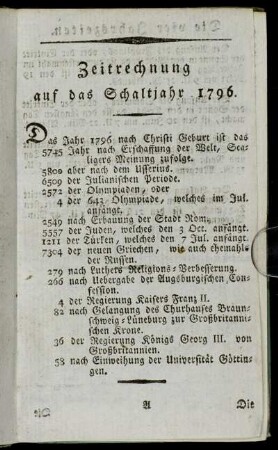 Zeitrechnung
auf das Schaltjahr 1796.
Das Jahr 1796 nach Christi Geburt ist das
5745 Jahr nach Erschaffung der Welt, Sca-
ligers Meinung zufolge.
5800 aber nach dem Usserius.
6509 der Julianischen Periode.
2572 der Olympiaden, oder
4 der 643 Olympiade, welches im Jul.
anfängt.
2549 nach Erbauung der Stadt Rom.
5557 der Juden, welches den 3 Oct. anfängt.
1211 der Türken, welches den 7 Jul. anfängt.
7304 der neuen Griechen, wie auch ehemals
der Russen.
279 nach Luthers Religions-Verbesserung.
266 nach Uebergabe der Augsburgischen Con-
fession.
4 der Regierung Kaisers Franz II.
82 nach Gelangung des Churhauses Braun-
schweig-Lüneburg zur Großbritanni-
schen Krone.
36 der Regierung Königs Georg III. von
Großbritannien.
58 nach Einweihung der Universität Göttin-
gen.
A Die